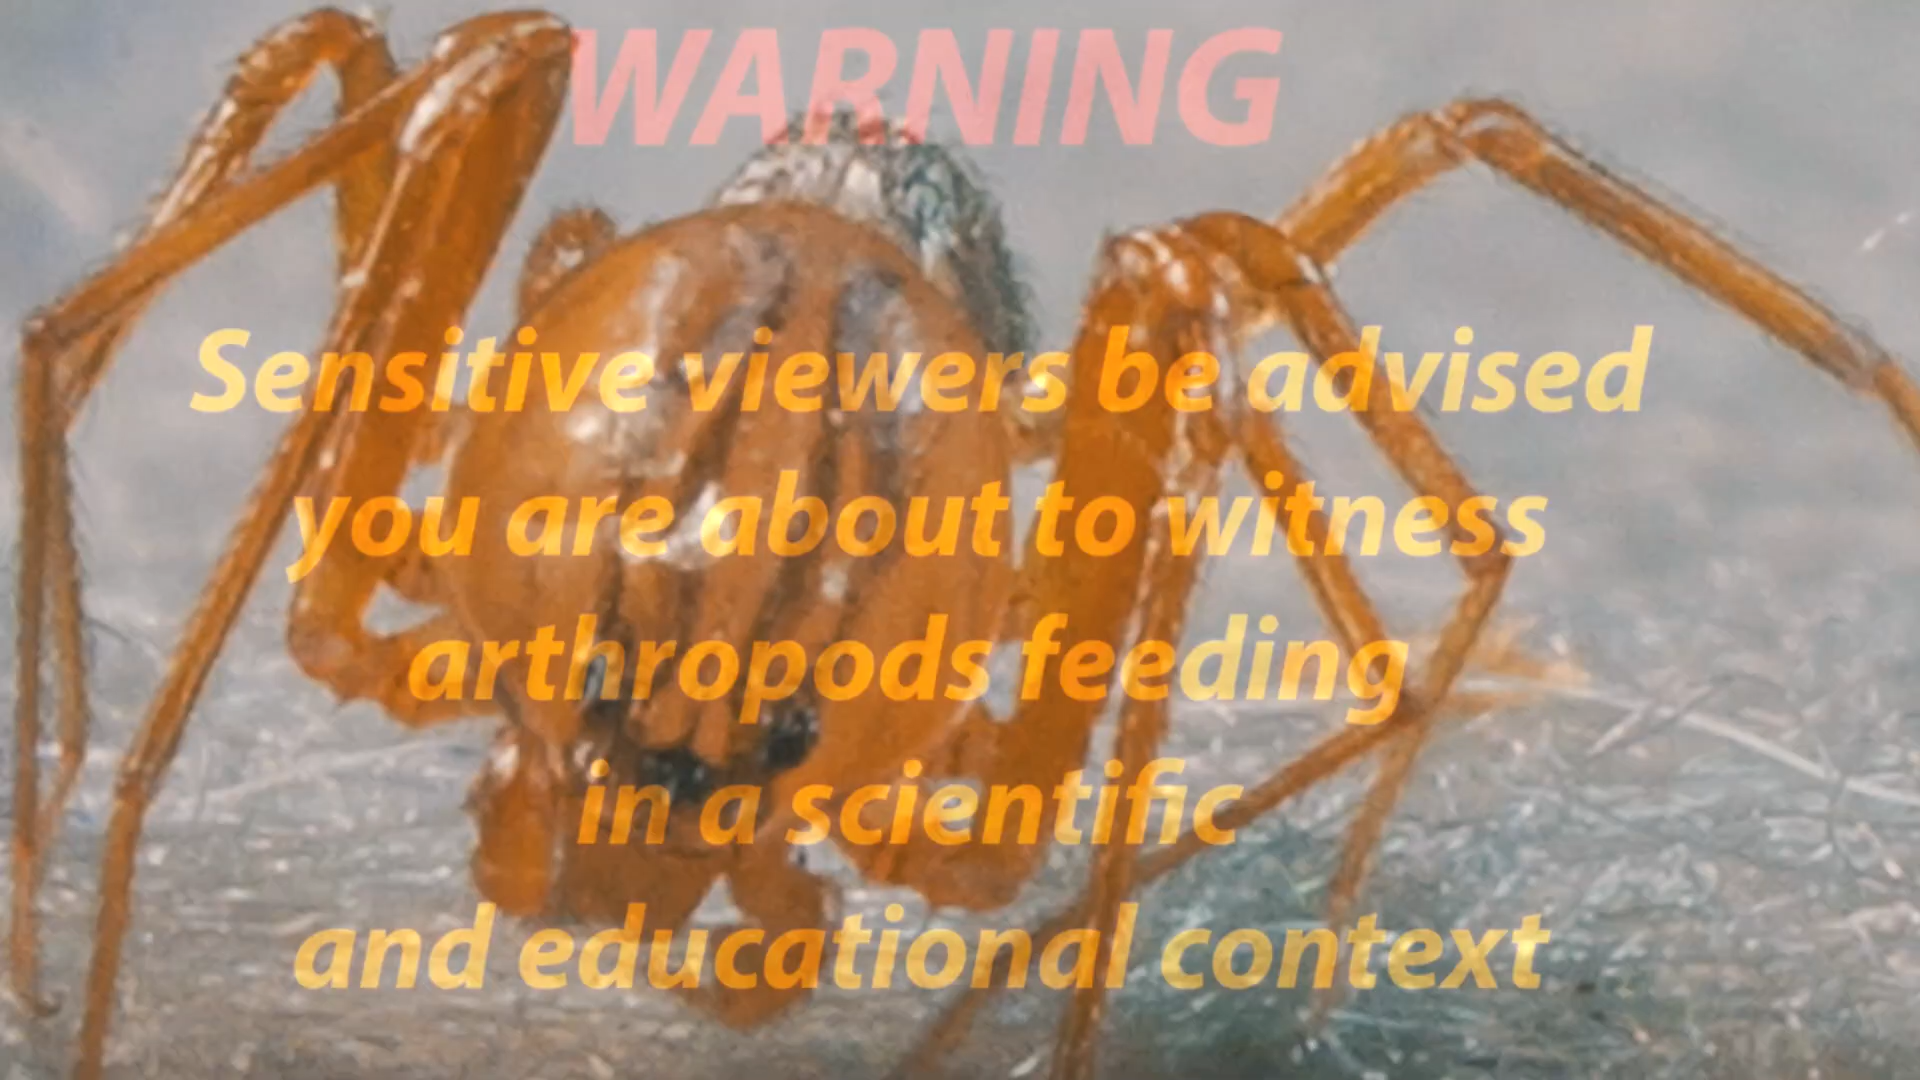 WARNING
Sensitive viewers be advised
you are about to witness
arthropods feeding
in a scientific
and educational context